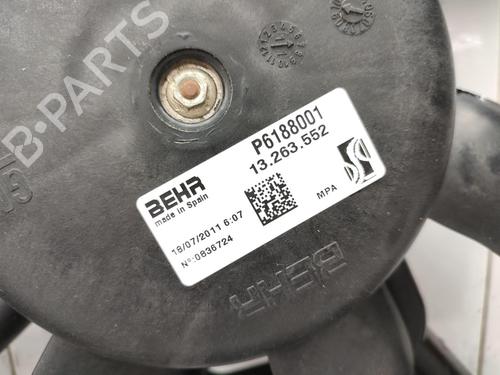 B-PARTS
P6188001
13.263.552
BEHR
made in Spain
MPA
18/07/2011 6:07
Nº:0836724
BEHR